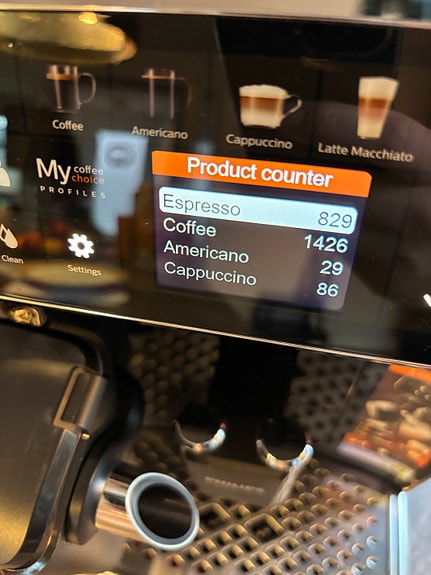 Coffee
Americano
Cappuccino
Latte Macchiato
My coffee choice
PROFILES
Clean
Settings
Product counter
Espresso 829
Coffee 1426
Americano 29
Cappuccino 86